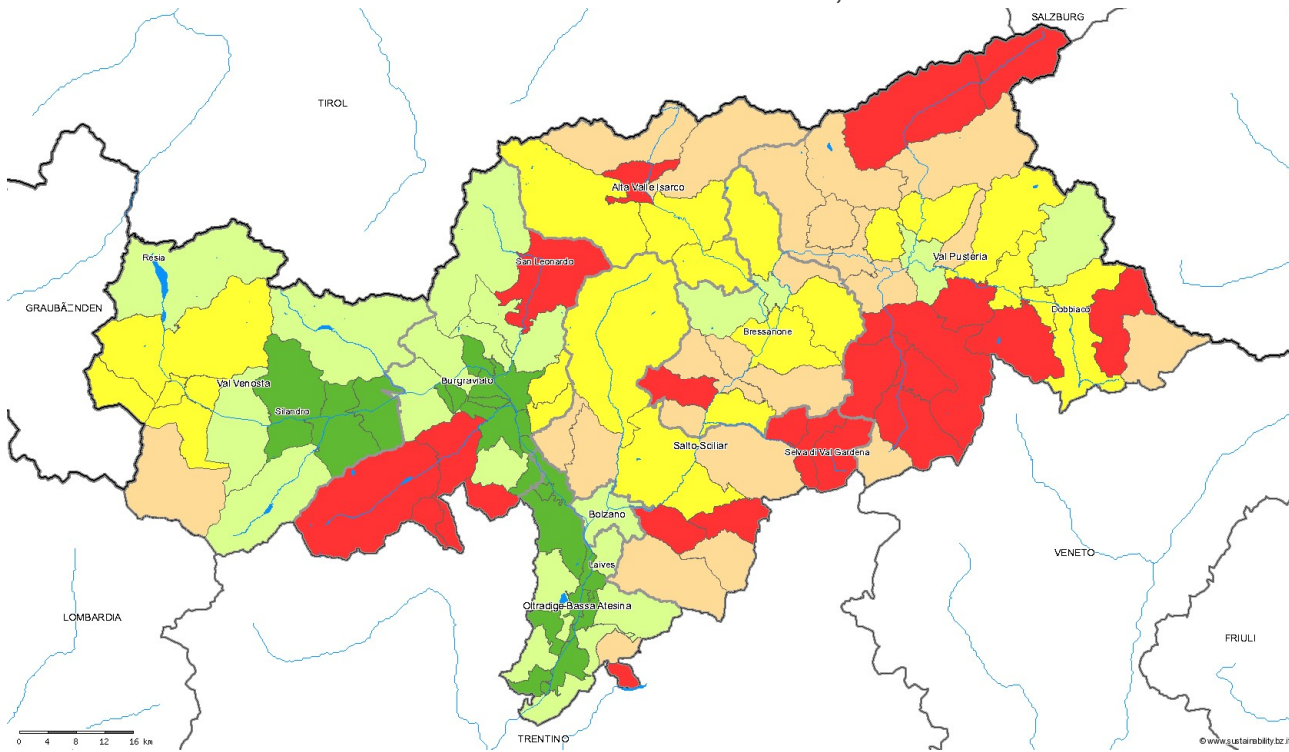 SALZBURG
TIROL
Alta Valle Isarco
Resia
San Leonardo
Val Pusteria
GRAUBÃ_NDEN
Dobbiaco
Bressanone
Val Venosta
Burgraviato
Silandro
Salto-Sciliar
Selva di Val Gardena
Bolzano
VENETO
Laives
Oltradige-Bassa Atesina
LOMBARDIA
FRIULI
0 4 8 12 16 km
TRENTINO
© www.sustainability.bz.it